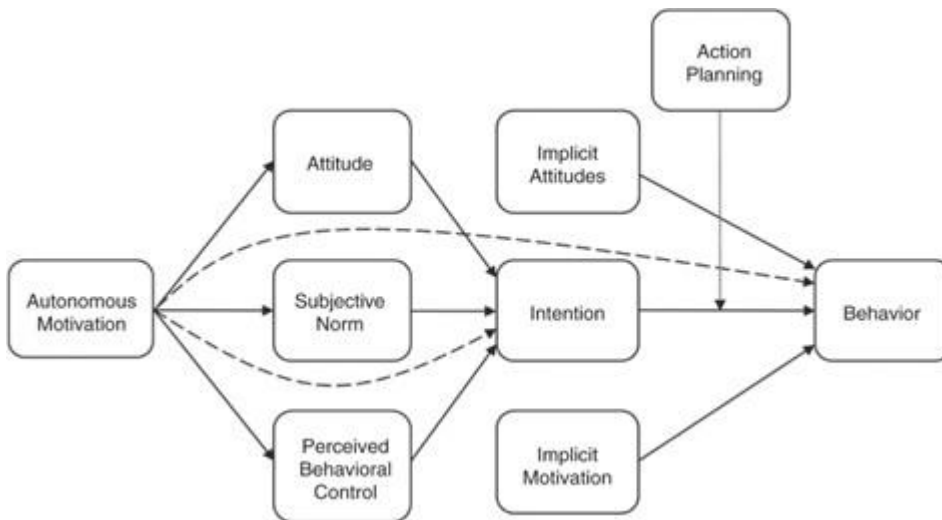 Action
Planning
Attitude
Implicit
Attitudes
Autonomous
Motivation
Subjective
Norm
Intention
Behavior
Perceived
Behavioral
Control
Implicit
Motivation